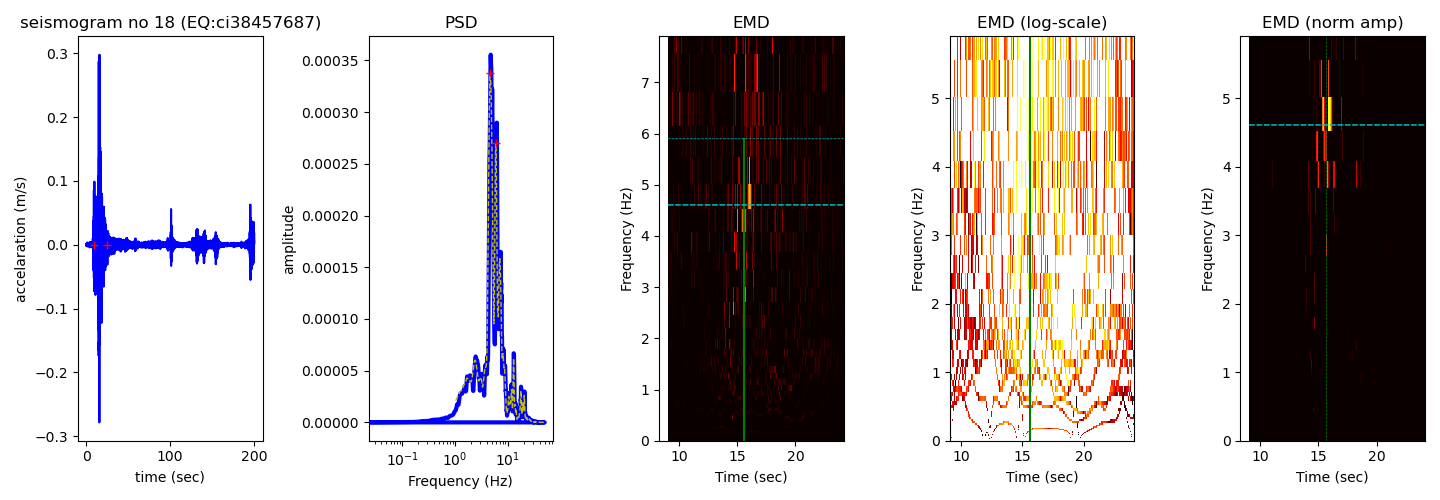 seismogram no 18 (EQ:ci38457687)
accelaration (m/s)
0.3
0.2
0.1
0.0
−0.1
−0.2
−0.3
0 100 200
time (sec)
PSD
amplitude
0.00035
0.00030
0.00025
0.00020
0.00015
0.00010
0.00005
0.00000
10⁻¹ 10⁰ 10¹
Frequency (Hz)
EMD
Frequency (Hz)
7
6
5
4
3
2
1
0
10 15 20
Time (sec)
EMD (log-scale)
Frequency (Hz)
5
4
3
2
1
0
10 15 20
Time (sec)
EMD (norm amp)
Frequency (Hz)
5
4
3
2
1
0
10 15 20
Time (sec)